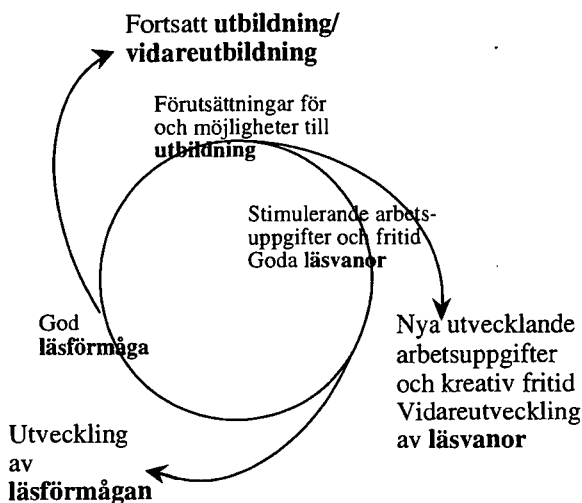 Fortsatt utbildning/
vidareutbildning
Förutsättningar för
och möjligheter till
utbildning
Stimulerande arbets-
uppgifter och fritid
Goda läsvanor
God
läsförmåga
Nya utvecklande
arbetsuppgifter
och kreativ fritid
Vidareutveckling
av läsvanor
Utveckling
av
läsförmågan